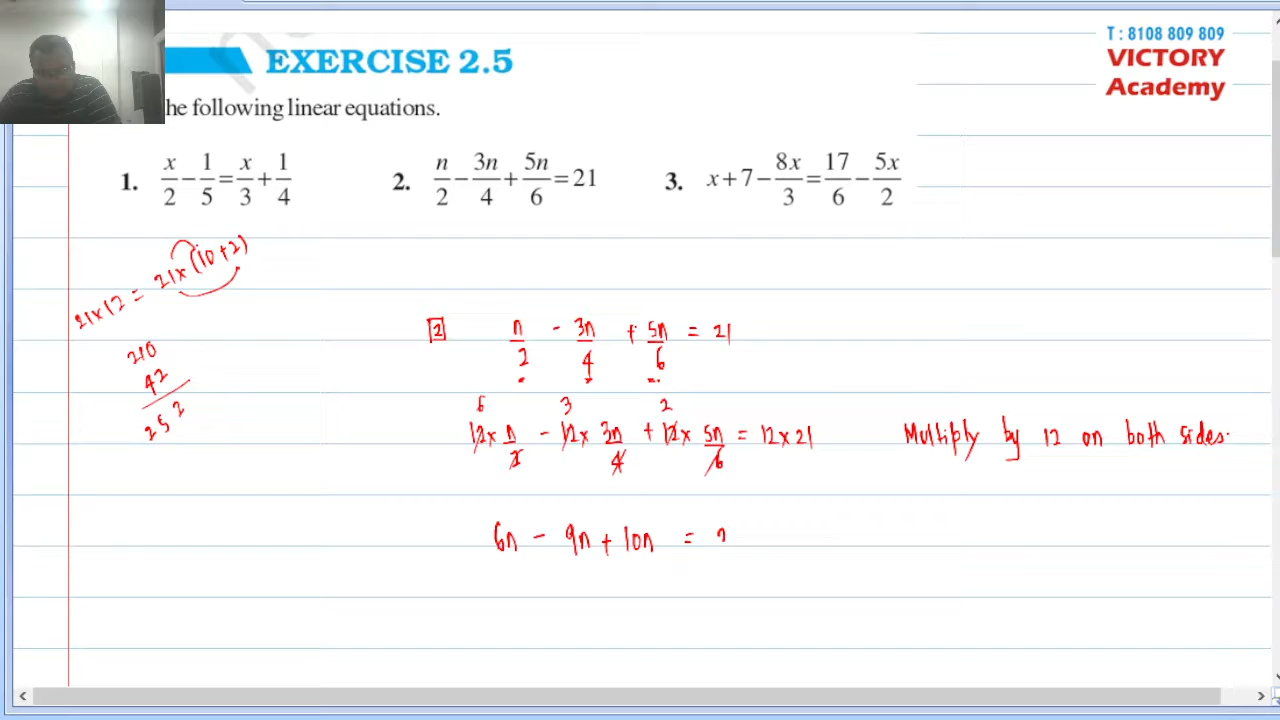 T : 8108 809 809
VICTORY
Academy
EXERCISE 2.5
he following linear equations.
1. x/2 − 1/5 = x/3 + 1/4
2. n/2 − 3n/4 + 5n/6 = 21
3. x + 7 − 8x/3 = 17/6 − 5x/2
21x12 = 21x(10+2)
210
42
252
2 n/2 - 3n/4 + 5n/6 = 21
6 3 2
12 x n/2 - 12 x 3n/4 + 12 x 5n/6 = 12 x 21 Multiply by 12 on both sides.
6n - 9n + 10n =